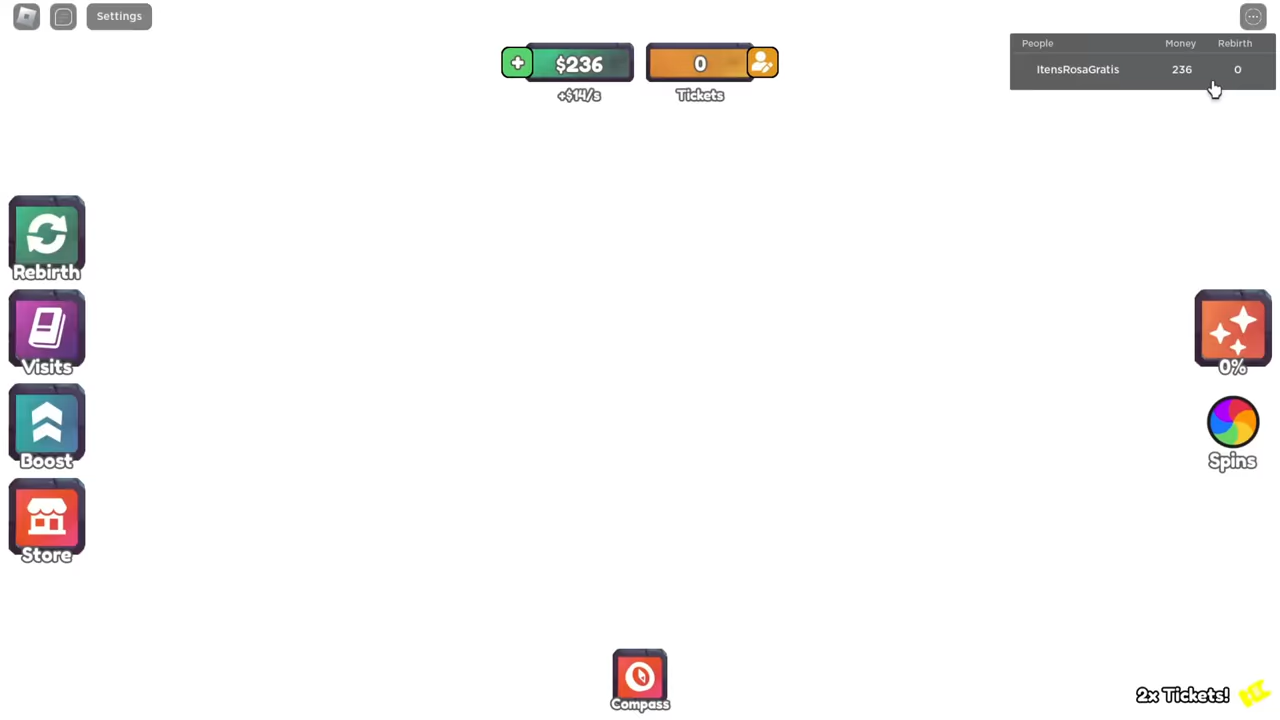 Settings
$236
+$14/s
0
Tickets
People Money Rebirth
ItensRosaGratis 236 0
Rebirth
Visits
Boost
Store
0%
Spins
Compass
2x Tickets!